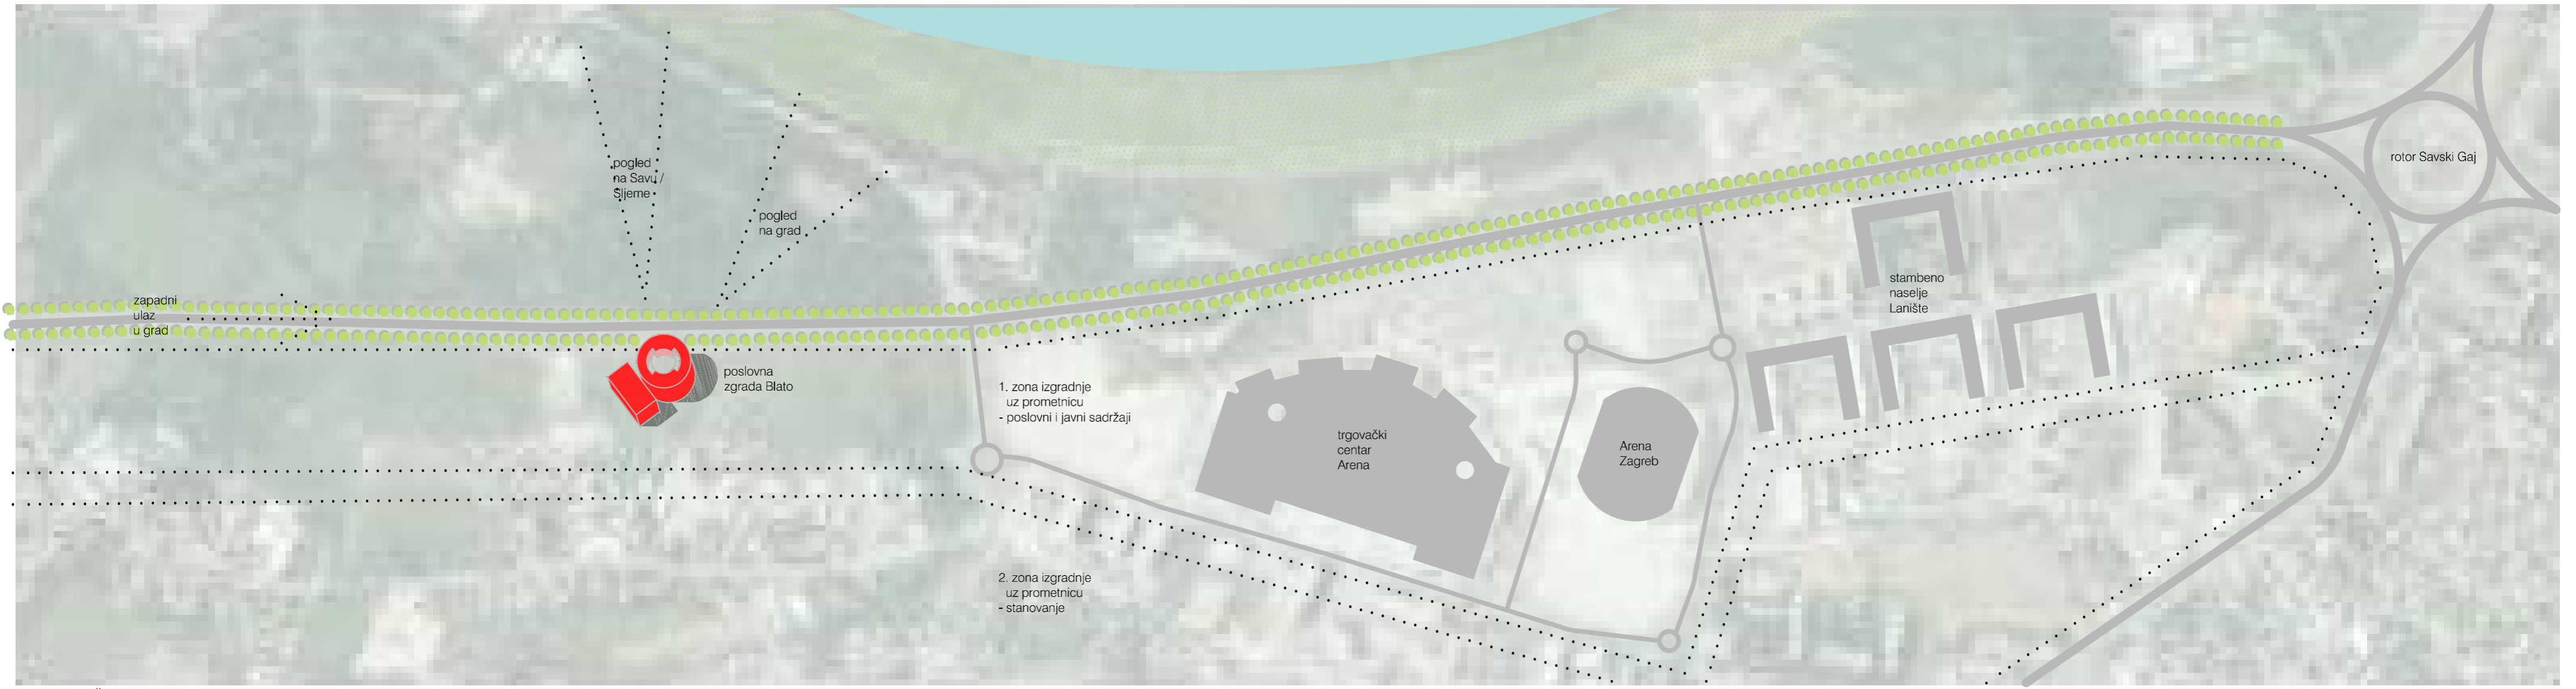 pogled
na Savu /
Sljeme
pogled
na grad
rotor Savski Gaj
zapadni
ulaz
u grad
stambeno
naselje
Lanište
poslovna
zgrada Blato
1. zona izgradnje
uz prometnicu
- poslovni i javni sadržaji
trgovački
centar
Arena
Arena
Zagreb
2. zona izgradnje
uz prometnicu
- stanovanje